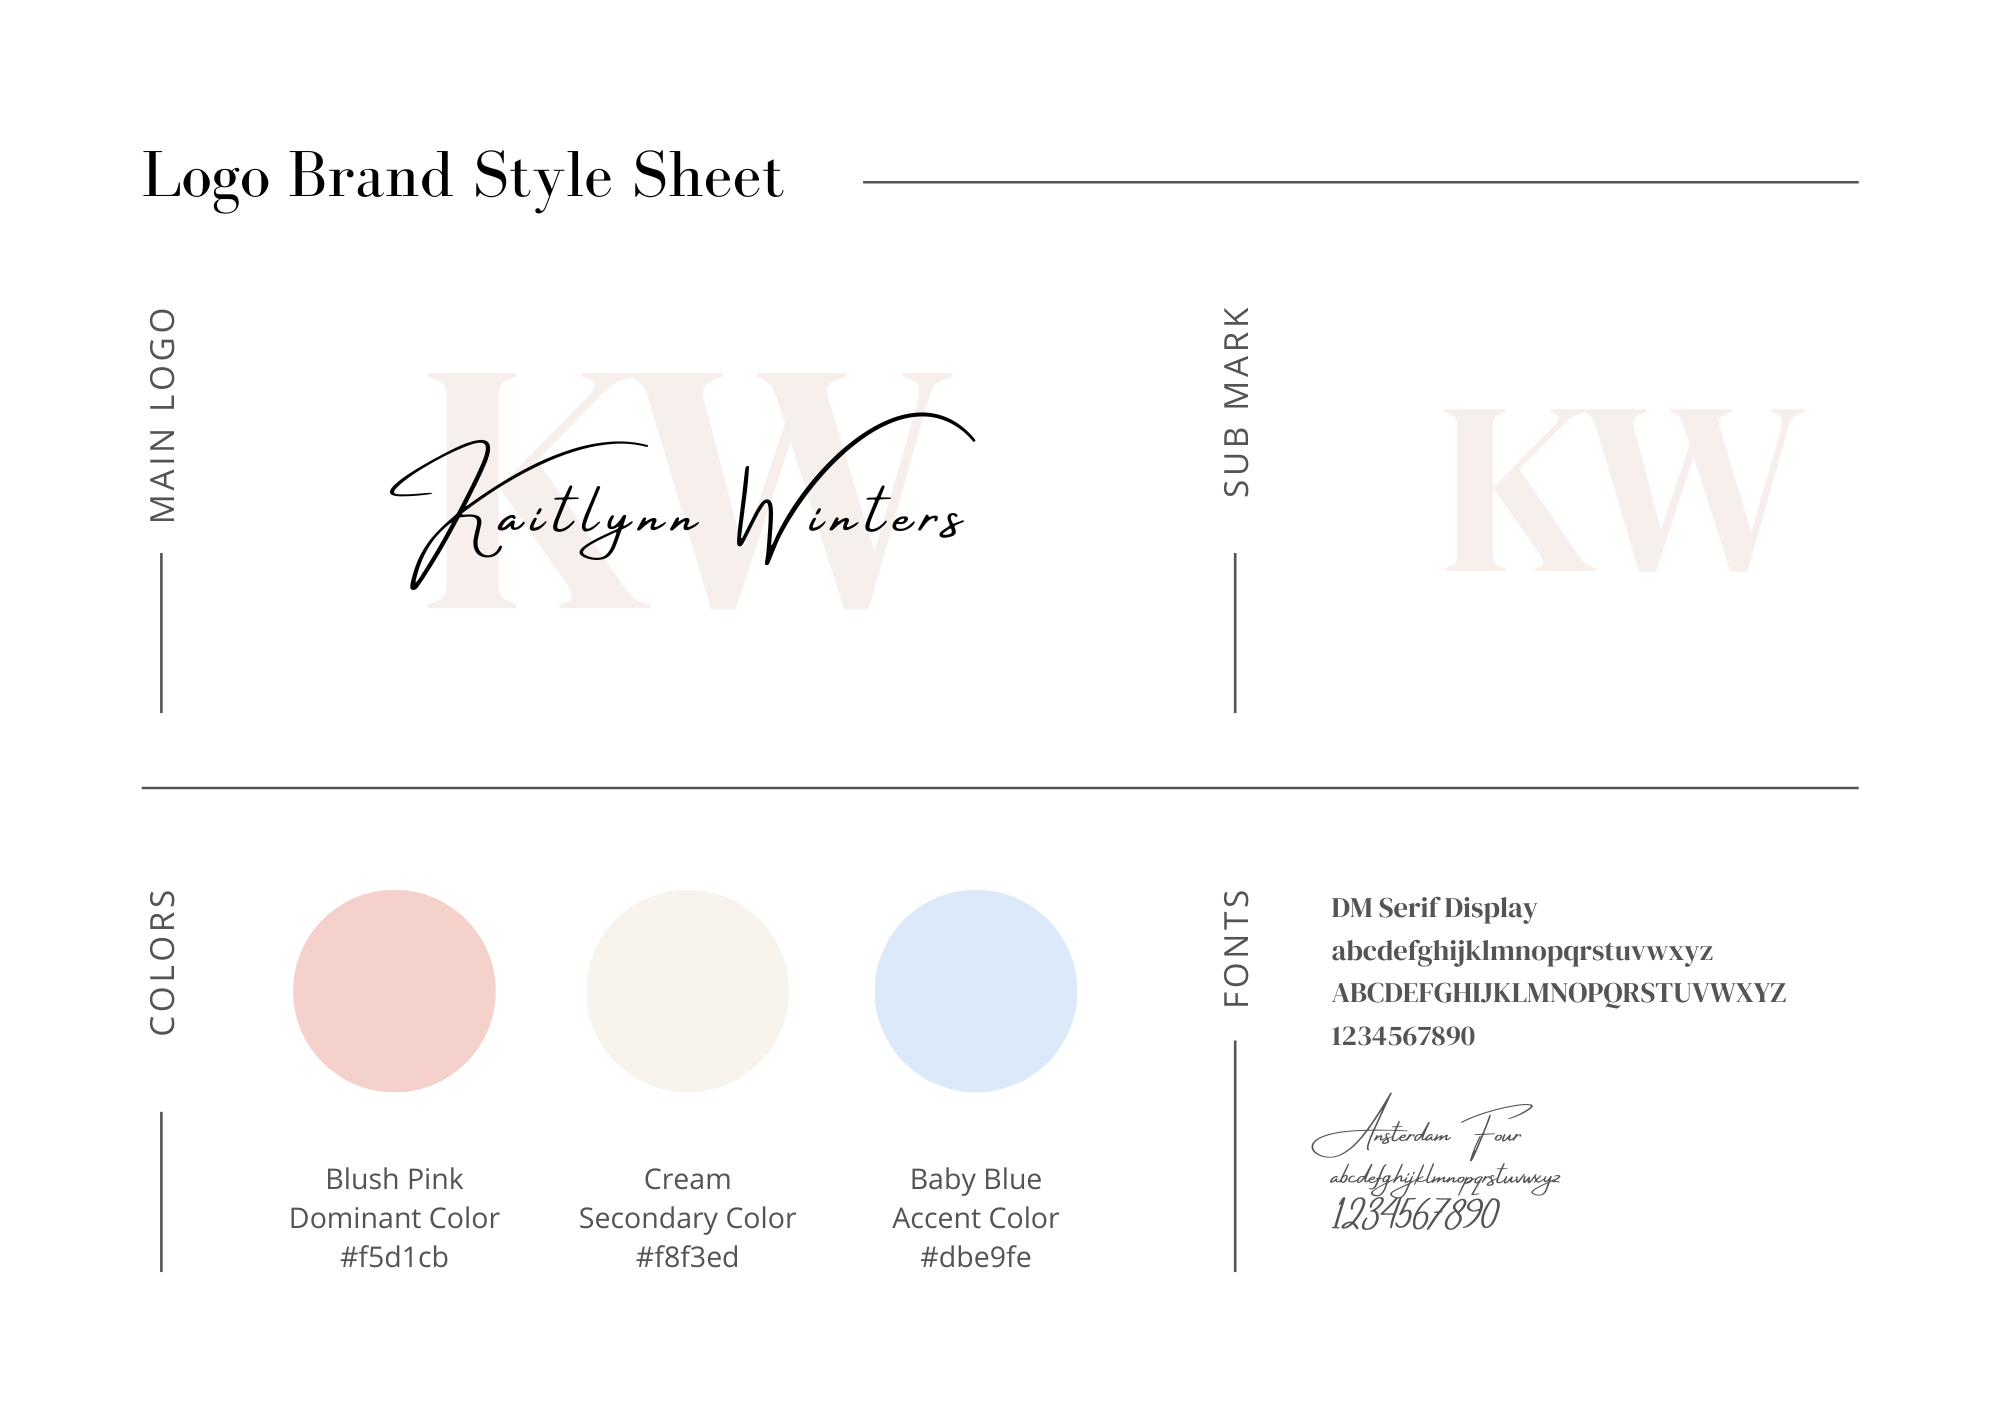 Logo Brand Style Sheet
MAIN LOGO
KW
Kaitlynn Winters
SUB MARK
KW
COLORS
Blush Pink
Dominant Color
#f5d1cb
Cream
Secondary Color
#f8f3ed
Baby Blue
Accent Color
#dbe9fe
FONTS
DM Serif Display
abcdefghijklmnopqrstuvwxyz
ABCDEFGHIJKLMNOPQRSTUVWXYZ
1234567890
Amsterdam Four
abcdefghijklmnopqrstuvwxyz
1234567890